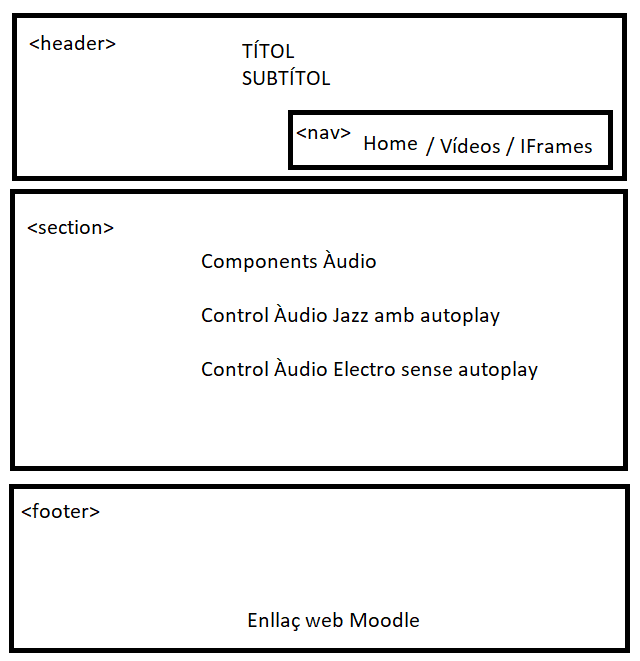 <header>
TÍTOL
SUBTÍTOL
<nav> Home / Vídeos / IFrames
<section>
Components Àudio
Control Àudio Jazz amb autoplay
Control Àudio Electro sense autoplay
<footer>
Enllaç web Moodle